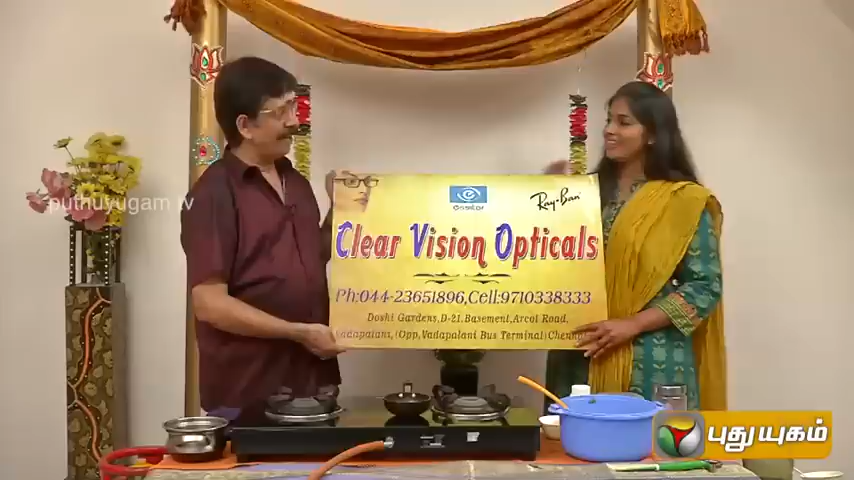 puthuyugam tv
essilor
Ray-Ban
Clear Vision Opticals
Ph:044-23651896,Cell:9710338333
Doshi Gardens,D-21.Basement,Arcot Road,
Vadapalani,(Opp,Vadapalani Bus Terminal)Chennai
புதுயுகம்